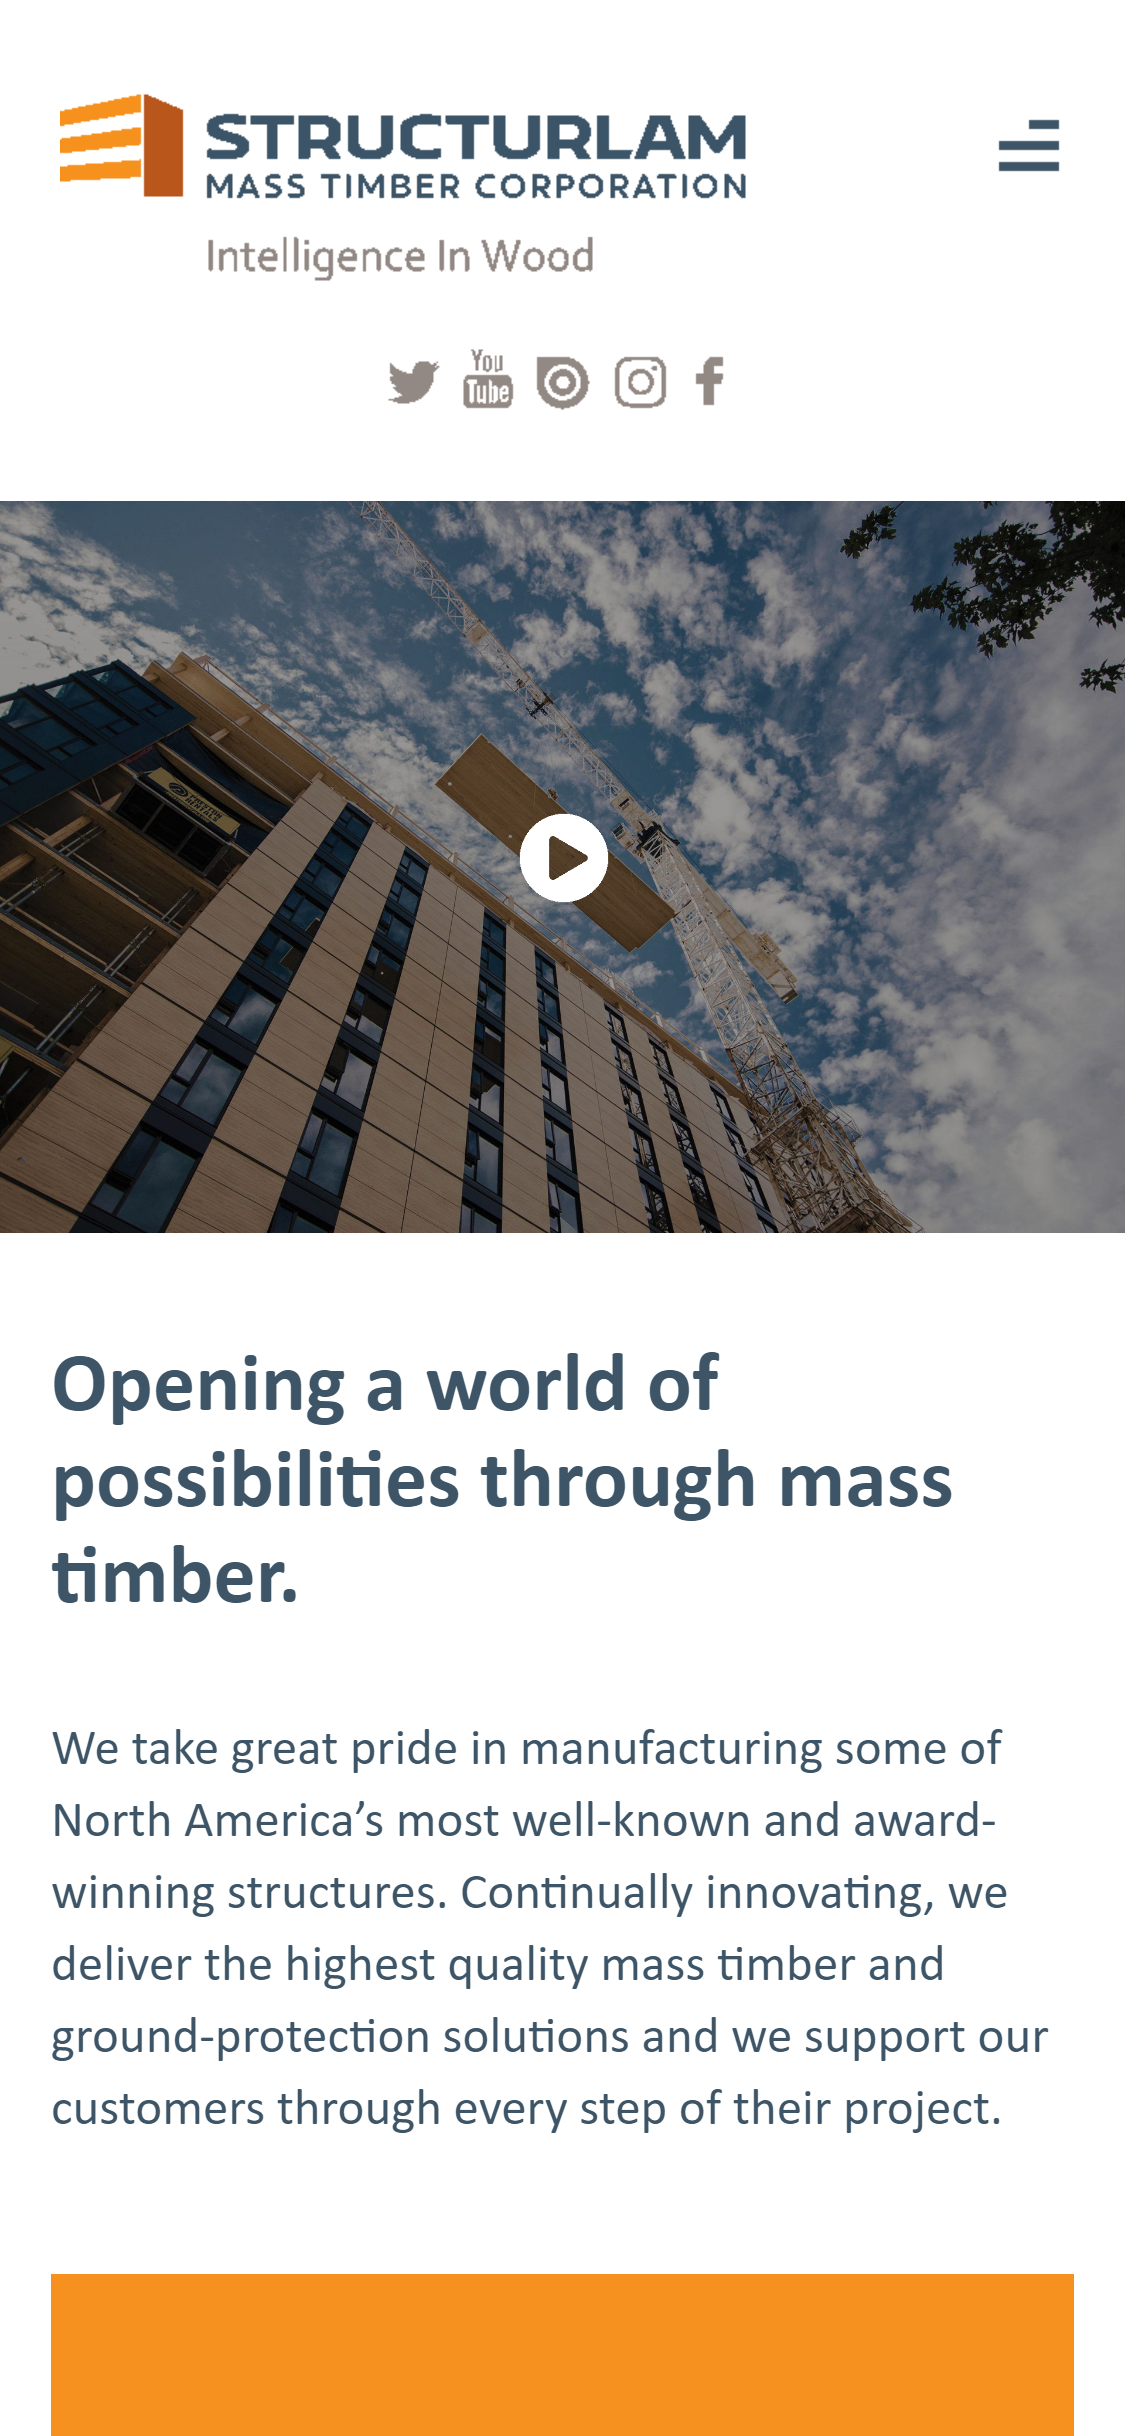 STRUCTURLAM
MASS TIMBER CORPORATION
Intelligence In Wood
You
Tube
Opening a world of
possibilities through mass
timber.
We take great pride in manufacturing some of
North America’s most well-known and award-
winning structures. Continually innovating, we
deliver the highest quality mass timber and
ground-protection solutions and we support our
customers through every step of their project.